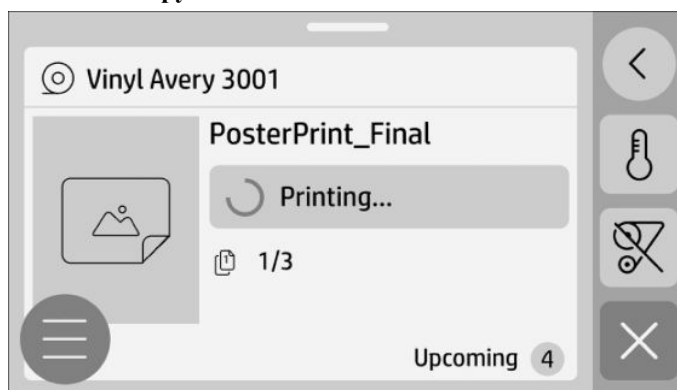 Vinyl Avery 3001
PosterPrint_Final
Printing...
1/3
Upcoming 4